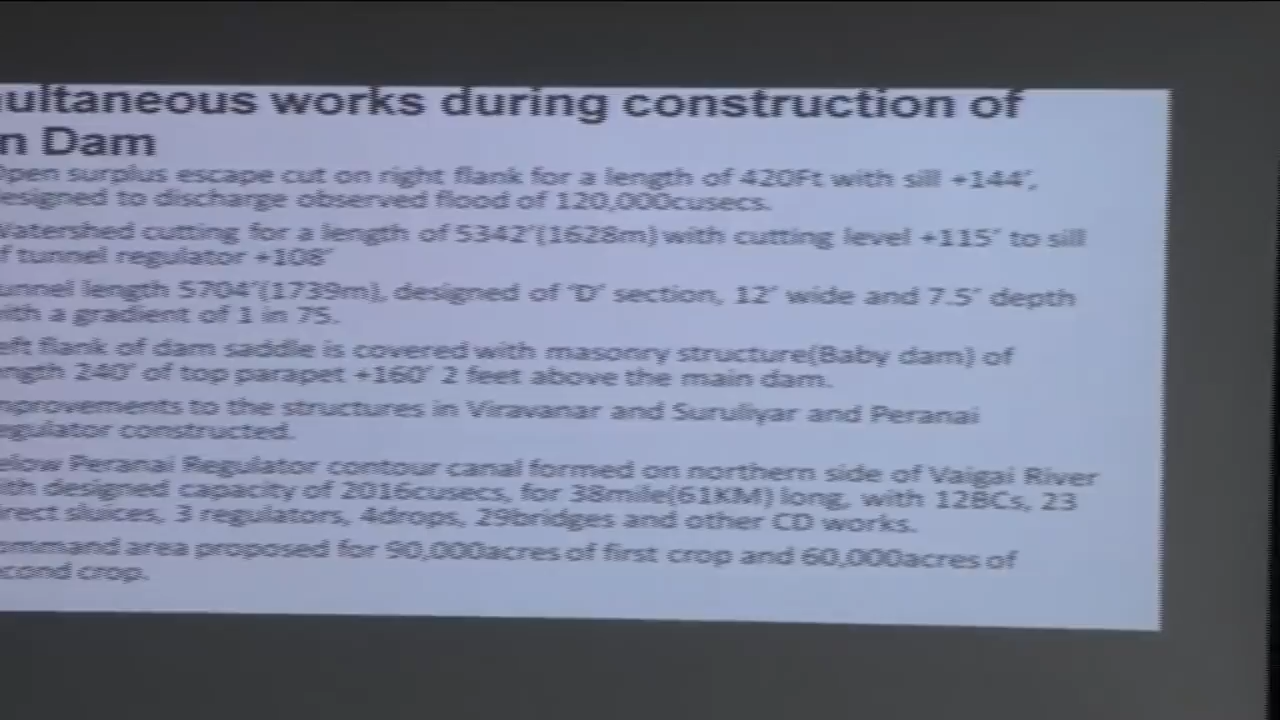 ultaneous works during construction of
n Dam
pen surplus escape cut on right flank for a length of 420Ft with sill +144',
esigned to discharge observed flood of 120,000cusecs.
atershed cutting for a length of 5342'(1628m) with cutting level +115' to sill
f tunnel regulator +108'
unnel length 5704'(1739m), designed of 'D' section, 12' wide and 7.5' depth
ith a gradient of 1 in 75.
eft flank of dam saddle is covered with masonry structure(Baby dam) of
ngth 240' of top parapet +160' 2 feet above the main dam.
provements to the structures in Viravanar and Suruliyar and Peranai
egulator constructed.
elow Peranai Regulator contour canal formed on northern side of Vaigai River
th designed capacity of 2016cusecs, for 38mile(61KM) long, with 12BCs, 23
irect sluices, 3 regulators, 4drops, 29bridges and other CD works.
ommand area proposed for 90,000acres of first crop and 60,000acres of
cond crop.